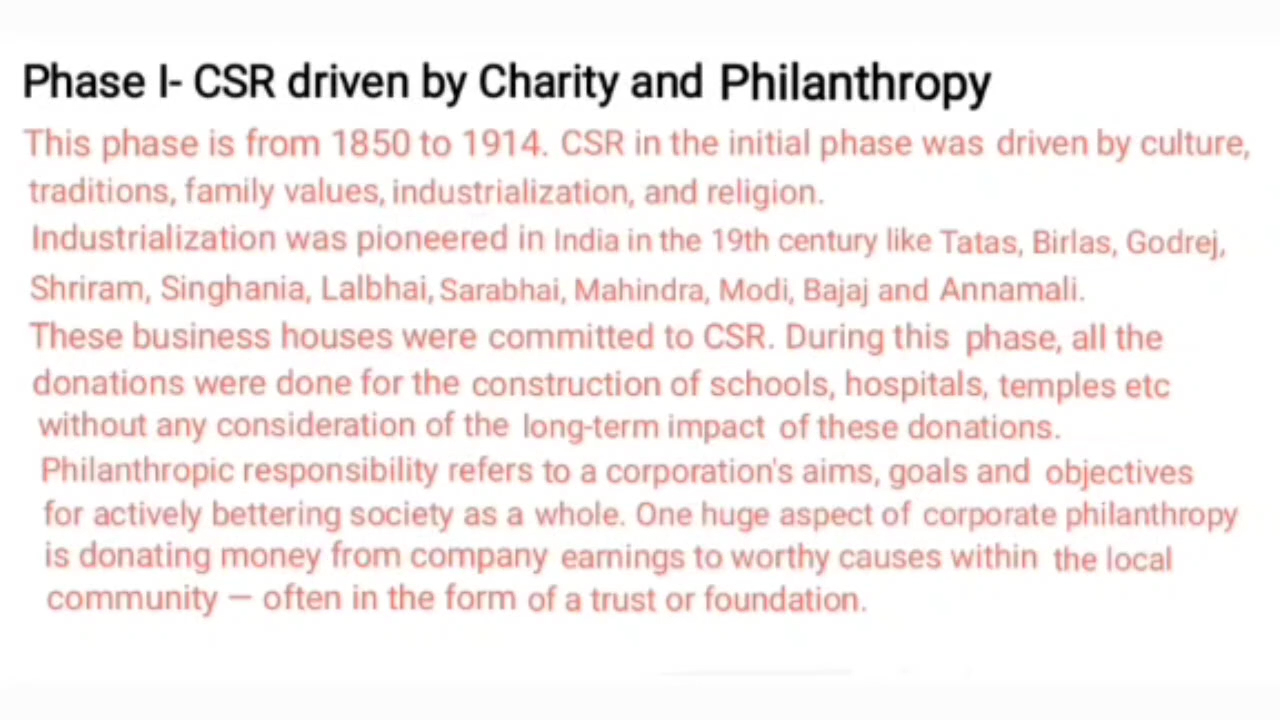 Phase I- CSR driven by Charity and Philanthropy
This phase is from 1850 to 1914. CSR in the initial phase was driven by culture,
traditions, family values, industrialization, and religion.
Industrialization was pioneered in India in the 19th century like Tatas, Birlas, Godrej,
Shriram, Singhania, Lalbhai, Sarabhai, Mahindra, Modi, Bajaj and Annamali.
These business houses were committed to CSR. During this phase, all the
donations were done for the construction of schools, hospitals, temples etc
without any consideration of the long-term impact of these donations.
Philanthropic responsibility refers to a corporation's aims, goals and objectives
for actively bettering society as a whole. One huge aspect of corporate philanthropy
is donating money from company earnings to worthy causes within the local
community — often in the form of a trust or foundation.